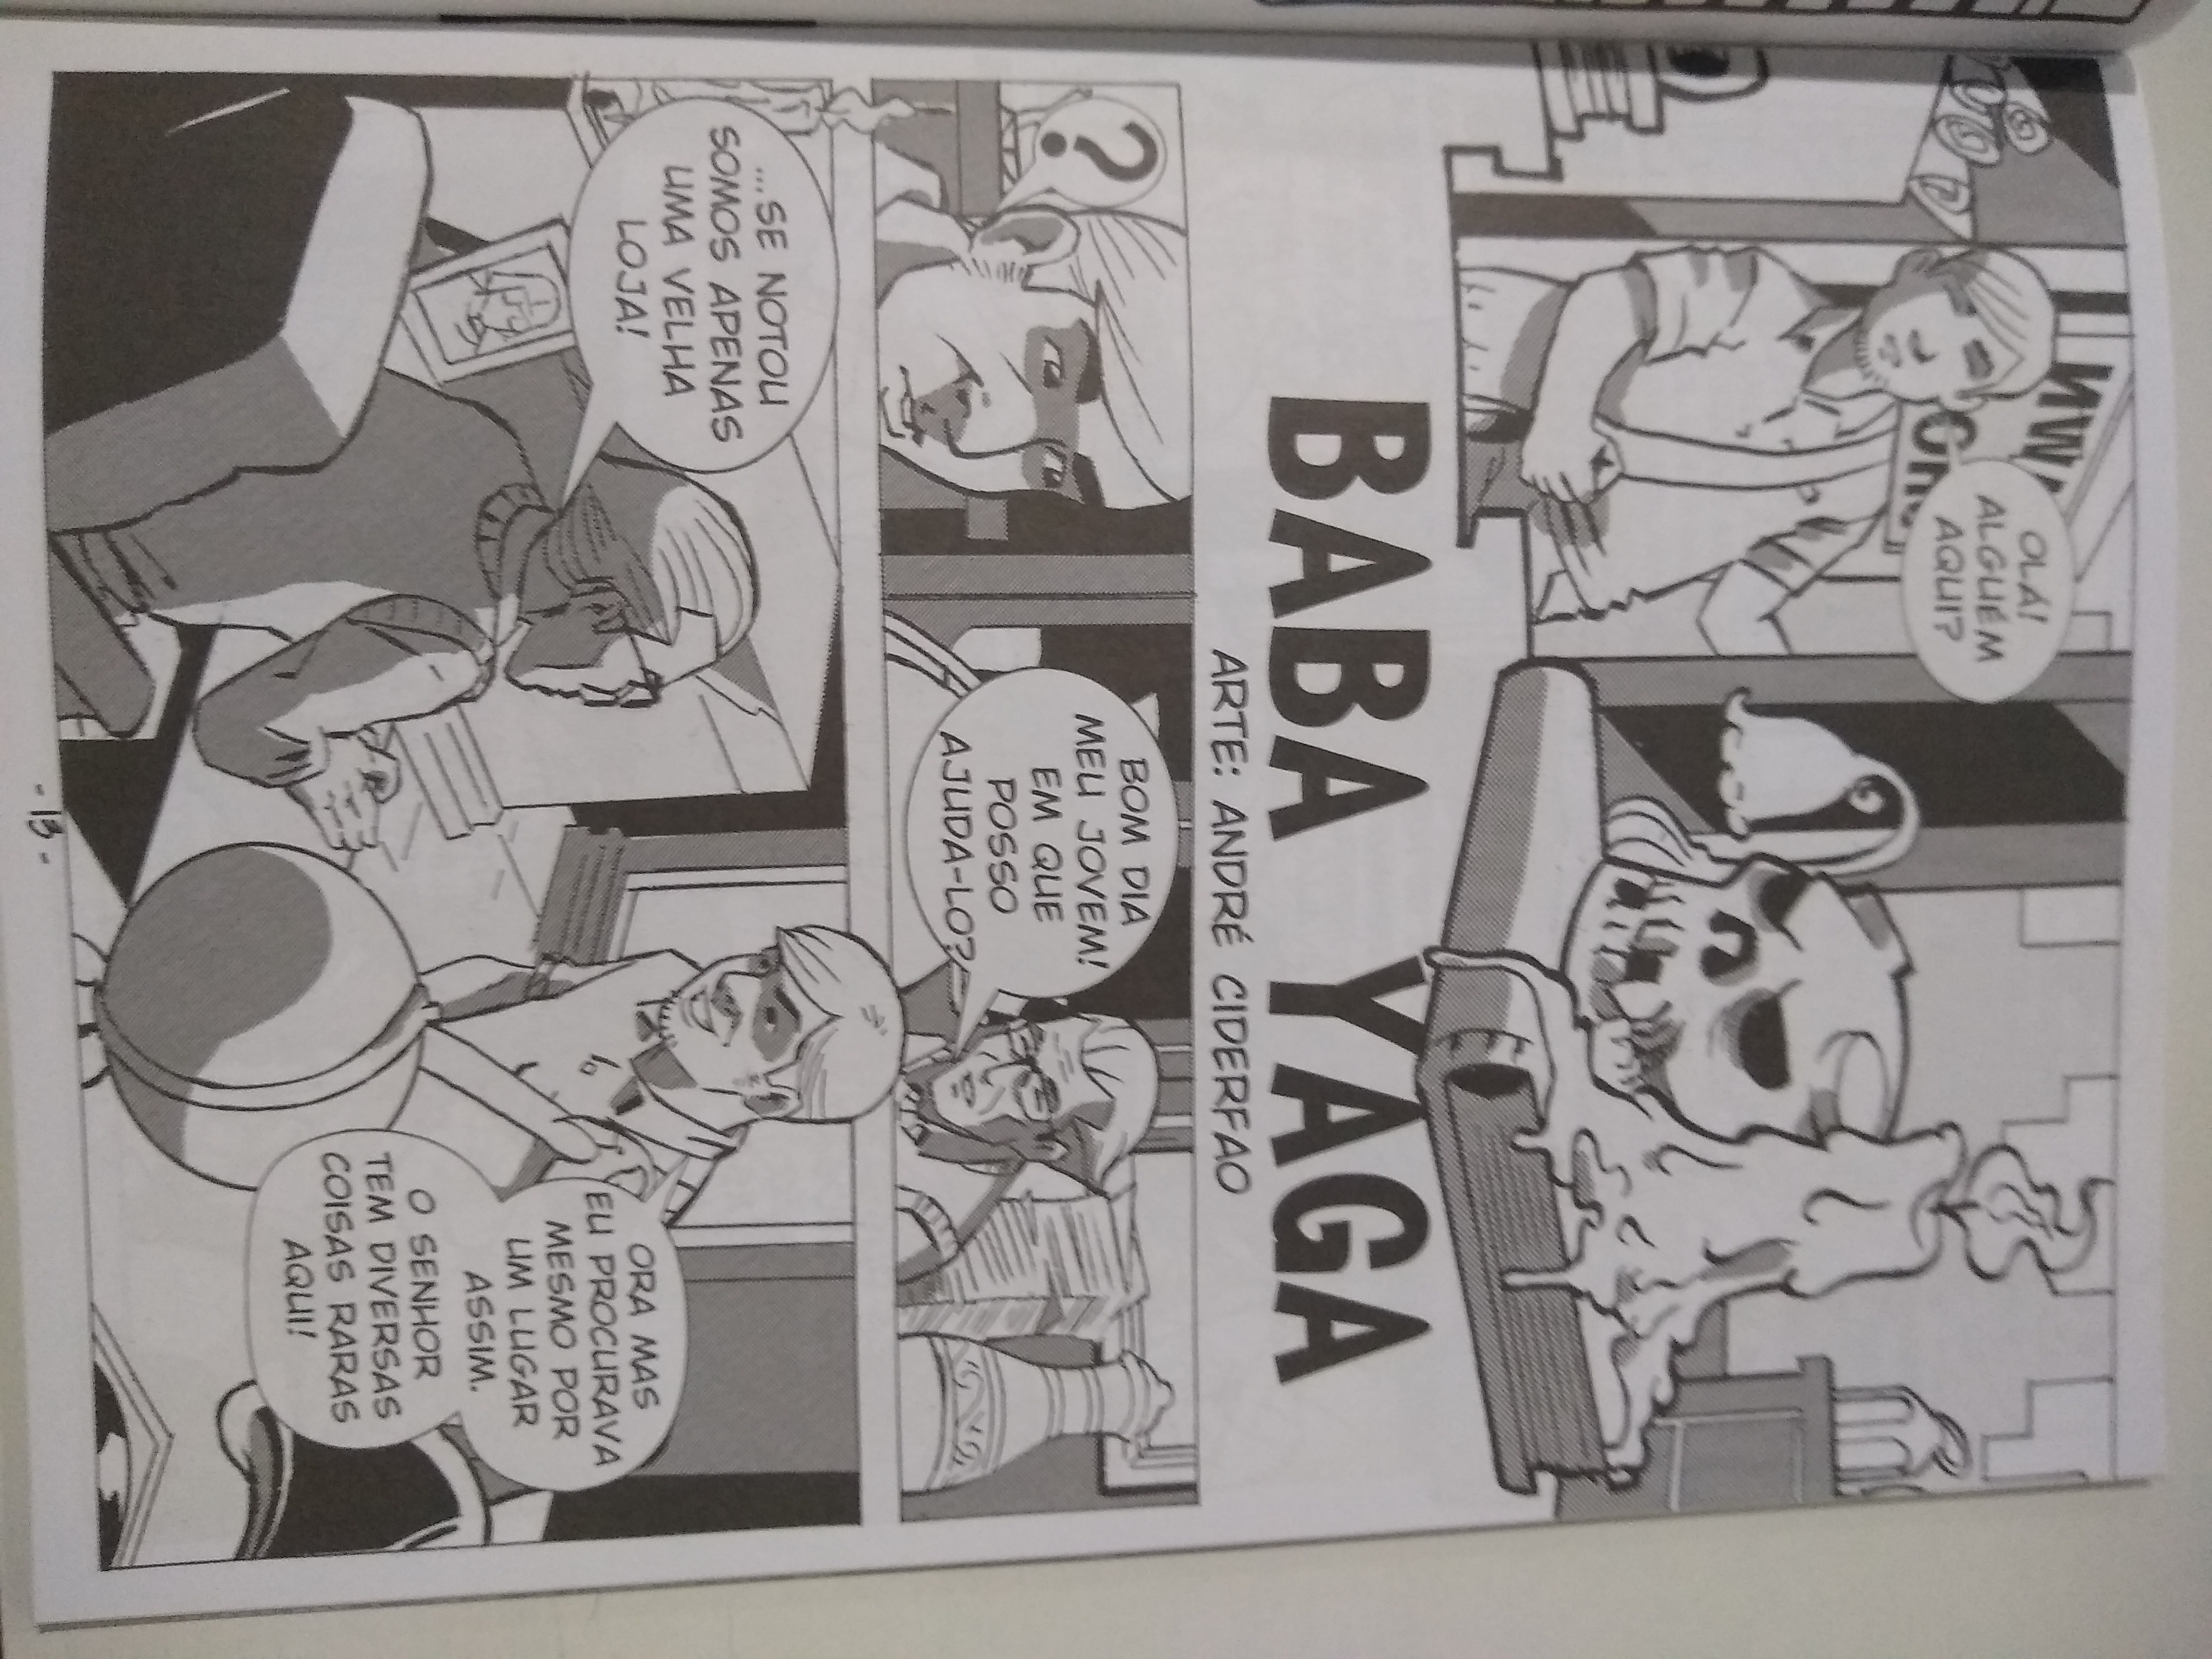 OLÁ!
ALGUÉM
AQUI?
BABA YAGA
ARTE: ANDRÉ CIDERFAO
?
BOM DIA
MEU JOVEM!
EM QUE
POSSO
AJUDA-LO?
...SE NOTOU
SOMOS APENAS
UMA VELHA
LOJA!
ORA MAS
EU PROCURAVA
MESMO POR
UM LUGAR
ASSIM.
O SENHOR
TEM DIVERSAS
COISAS RARAS
AQUI!
- 13 -